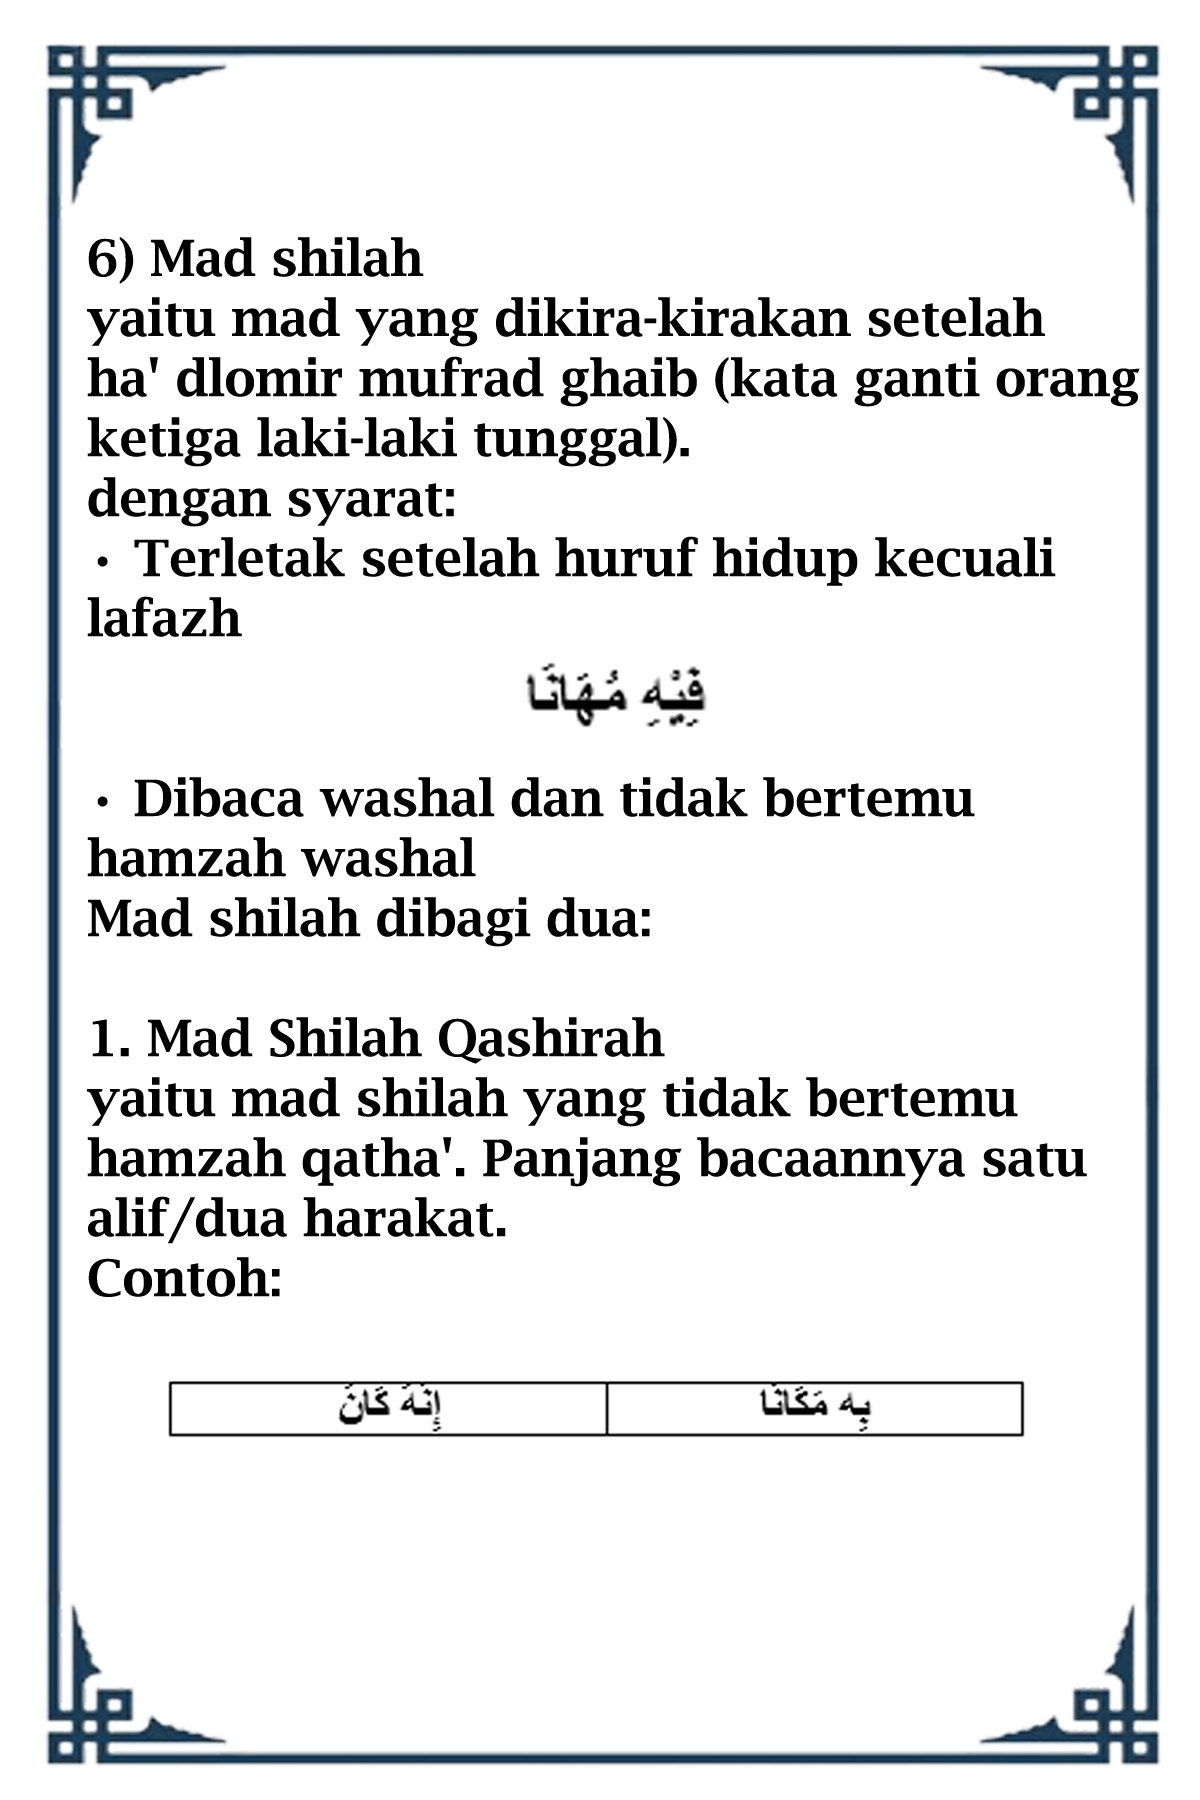 6) Mad shilah
yaitu mad yang dikira-kirakan setelah
ha' dlomir mufrad ghaib (kata ganti orang
ketiga laki-laki tunggal).
dengan syarat:
• Terletak setelah huruf hidup kecuali
lafazh
فَيْهِ مُهَانَا
• Dibaca washal dan tidak bertemu
hamzah washal
Mad shilah dibagi dua:
1. Mad Shilah Qashirah
yaitu mad shilah yang tidak bertemu
hamzah qatha'. Panjang bacaannya satu
alif/dua harakat.
Contoh:
بِه مَكَانَا
إِنَهُ كَانَ